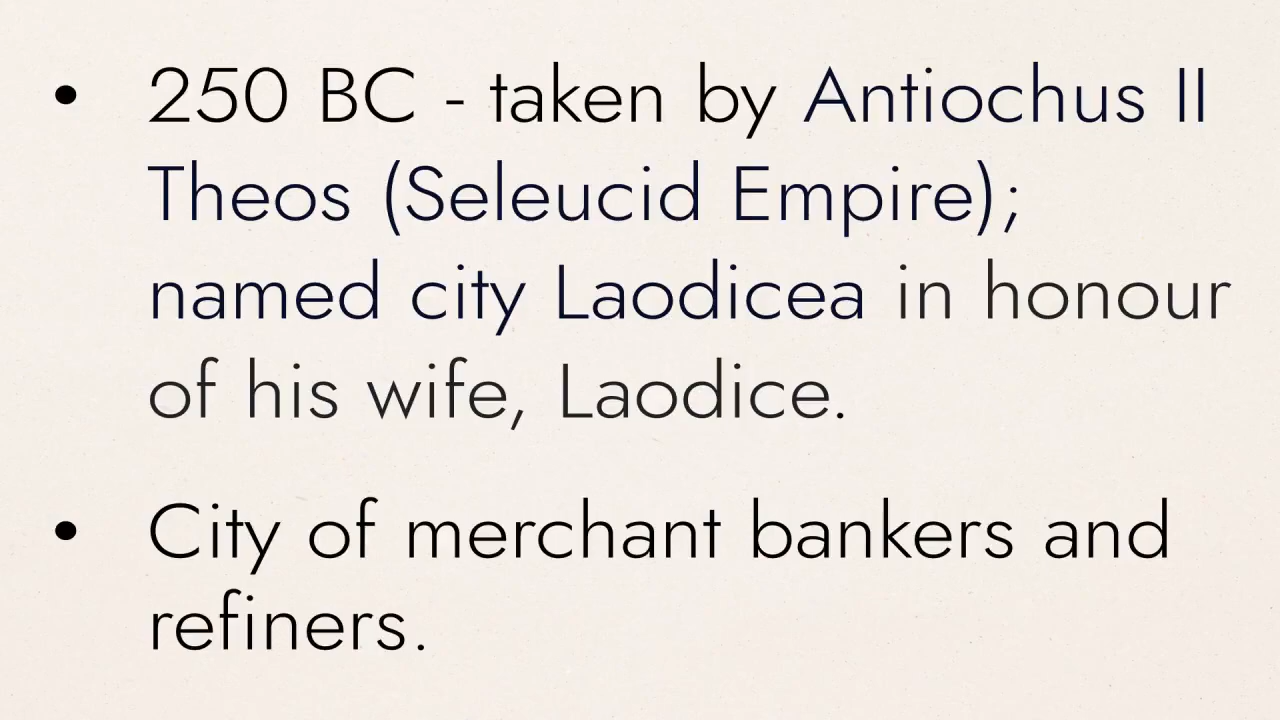 • 250 BC - taken by Antiochus II
Theos (Seleucid Empire);
named city Laodicea in honour
of his wife, Laodice.
• City of merchant bankers and
refiners.